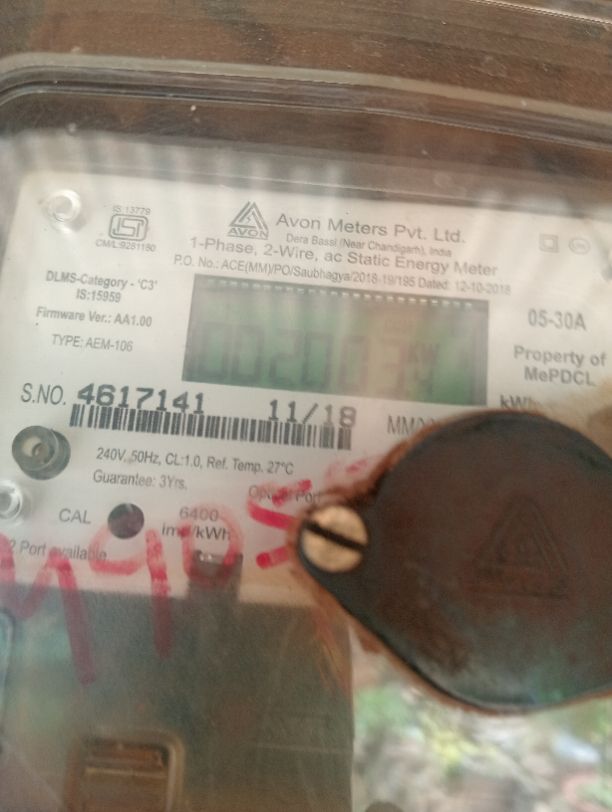 IS:13779
CM/L:9281180
AVON
Avon Meters Pvt. Ltd.
Dera Bassi (Near Chandigarh), India
1-Phase, 2-Wire, ac Static Energy Meter
P.O. No.: ACE(MM)/PO/Saubhagya/2018-19/195 Dated: 12-10-2018
DLMS-Category - 'C3'
IS:15959
Firmware Ver.: AA1.00
TYPE: AEM-106
05-30A
Property of
MePDCL
kWh
S.NO. 4617141 11/18
240V, 50Hz, CL:1.0, Ref. Temp. 27°C
Guarantee: 3Yrs.
Optical Port
CAL
6400
imp/kWh
Port available